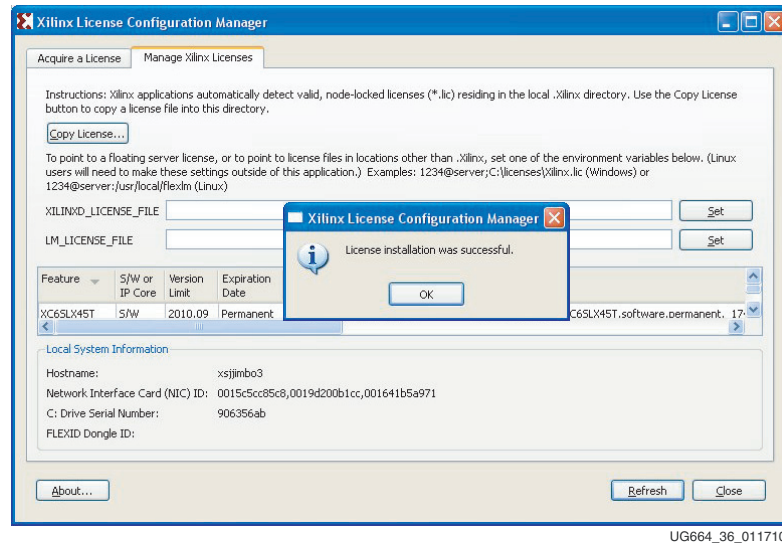 Xilinx License Configuration Manager
Acquire a License
Manage Xilinx Licenses
Instructions: Xilinx applications automatically detect valid, node-locked licenses (*.lic) residing in the local .Xilinx directory. Use the Copy License
button to copy a license file into this directory.
Copy License...
To point to a floating server license, or to point to license files in locations other than .Xilinx, set one of the environment variables below. (Linux
users will need to make these settings outside of this application.) Examples: 1234@server;C:\licenses\Xilinx.lic (Windows) or
1234@server:/usr/local/flexlm (Linux)
XILINXD_LICENSE_FILE
Set
LM_LICENSE_FILE
Set
Xilinx License Configuration Manager
License installation was successful.
OK
Feature
S/W or IP Core
Version Limit
Expiration Date
XC6SLX45T S/W 2010.09 Permanent
C6SLX45T.software.permanent.
Local System Information
Hostname: xsjjimbo3
Network Interface Card (NIC) ID: 0015c5cc85c8,0019d200b1cc,001641b5a971
C: Drive Serial Number: 906356ab
FLEXID Dongle ID:
About...
Refresh
Close
UG664_36_011710